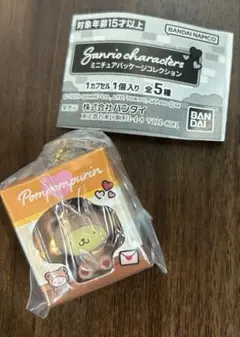 対象年齢15才以上
BANDAI NAMCO
Sanrio characters
ミニチュアパッケージコレクション
1カプセル1個入り 全5種
株式会社バンダイ
BAN
DAI
Pompompurin